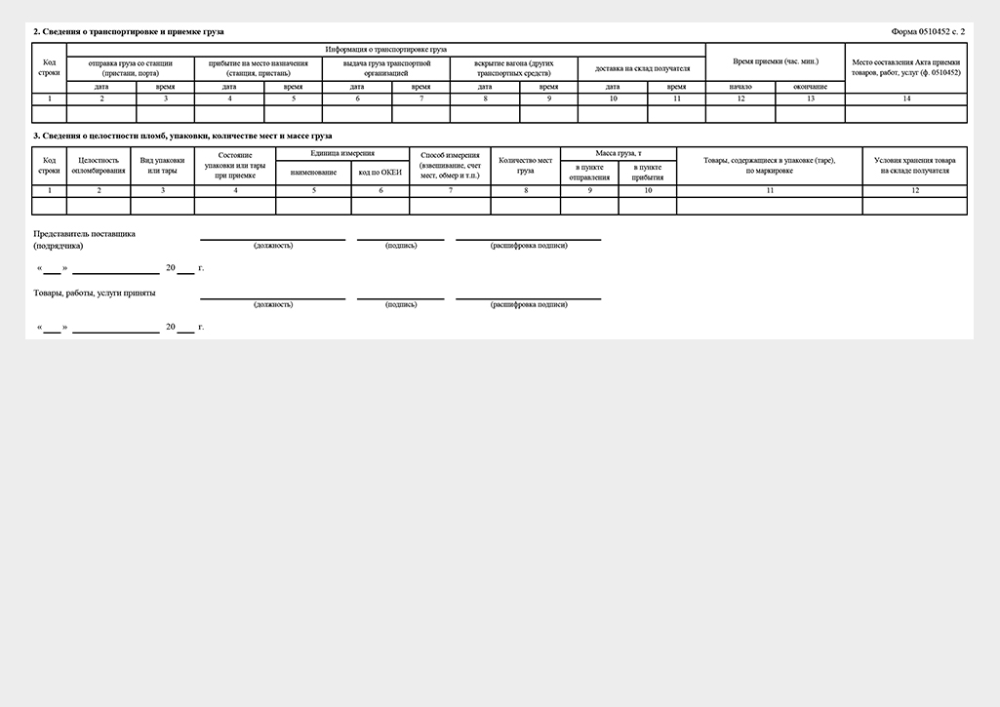 2. Сведения о транспортировке и приемке груза
Форма 0510452 с. 2
Код строки
Информация о транспортировке груза
Время приемки (час. мин.)
Место составления Акта приемки товаров, работ, услуг (ф. 0510452)
отправка груза со станции (пристани, порта)
прибытие на место назначения (станция, пристань)
выдача груза транспортной организацией
вскрытие вагона (других транспортных средств)
доставка на склад получателя
дата время дата время дата время дата время дата время начало окончание
1 2 3 4 5 6 7 8 9 10 11 12 13 14
3. Сведения о целостности пломб, упаковки, количестве мест и массе груза
Код строки
Целостность опломбирования
Вид упаковки или тары
Состояние упаковки или тары при приемке
Единица измерения
Способ измерения (взвешивание, счет мест, обмер и т.п.)
Количество мест груза
Масса груза, т
Товары, содержащиеся в упаковке (таре), по маркировке
Условия хранения товара на складе получателя
наименование код по ОКЕИ
в пункте отправления
в пункте прибытия
1 2 3 4 5 6 7 8 9 10 11 12
Представитель поставщика
(подрядчика)
(должность) (подпись) (расшифровка подписи)
« ___ » ____________ 20 ___ г.
Товары, работы, услуги приняты
(должность) (подпись) (расшифровка подписи)
« ___ » ____________ 20 ___ г.